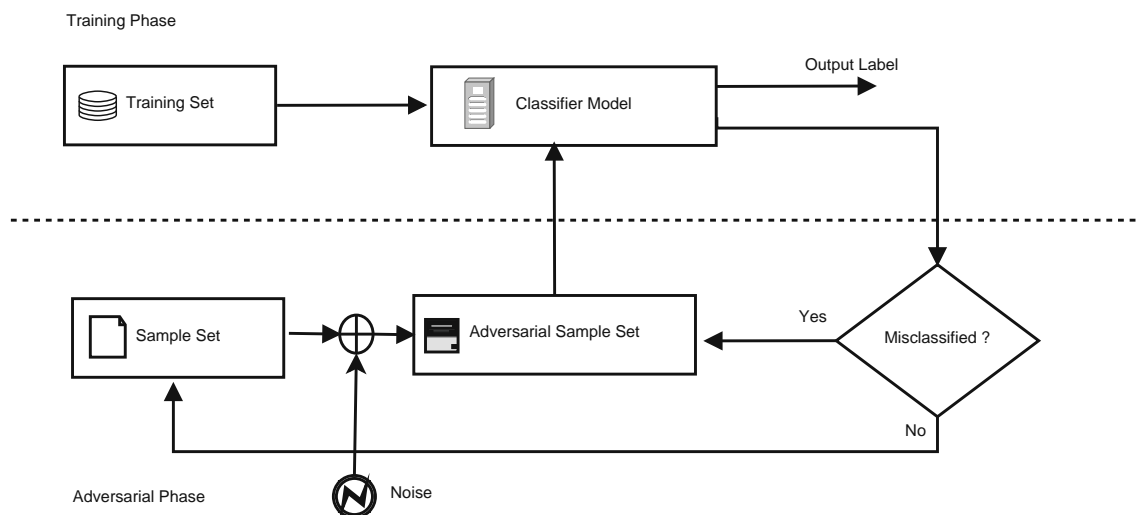 Training Phase
Output Label
Training Set
Classifier Model
Yes
Sample Set
Adversarial Sample Set
Misclassified ?
No
Adversarial Phase
Noise